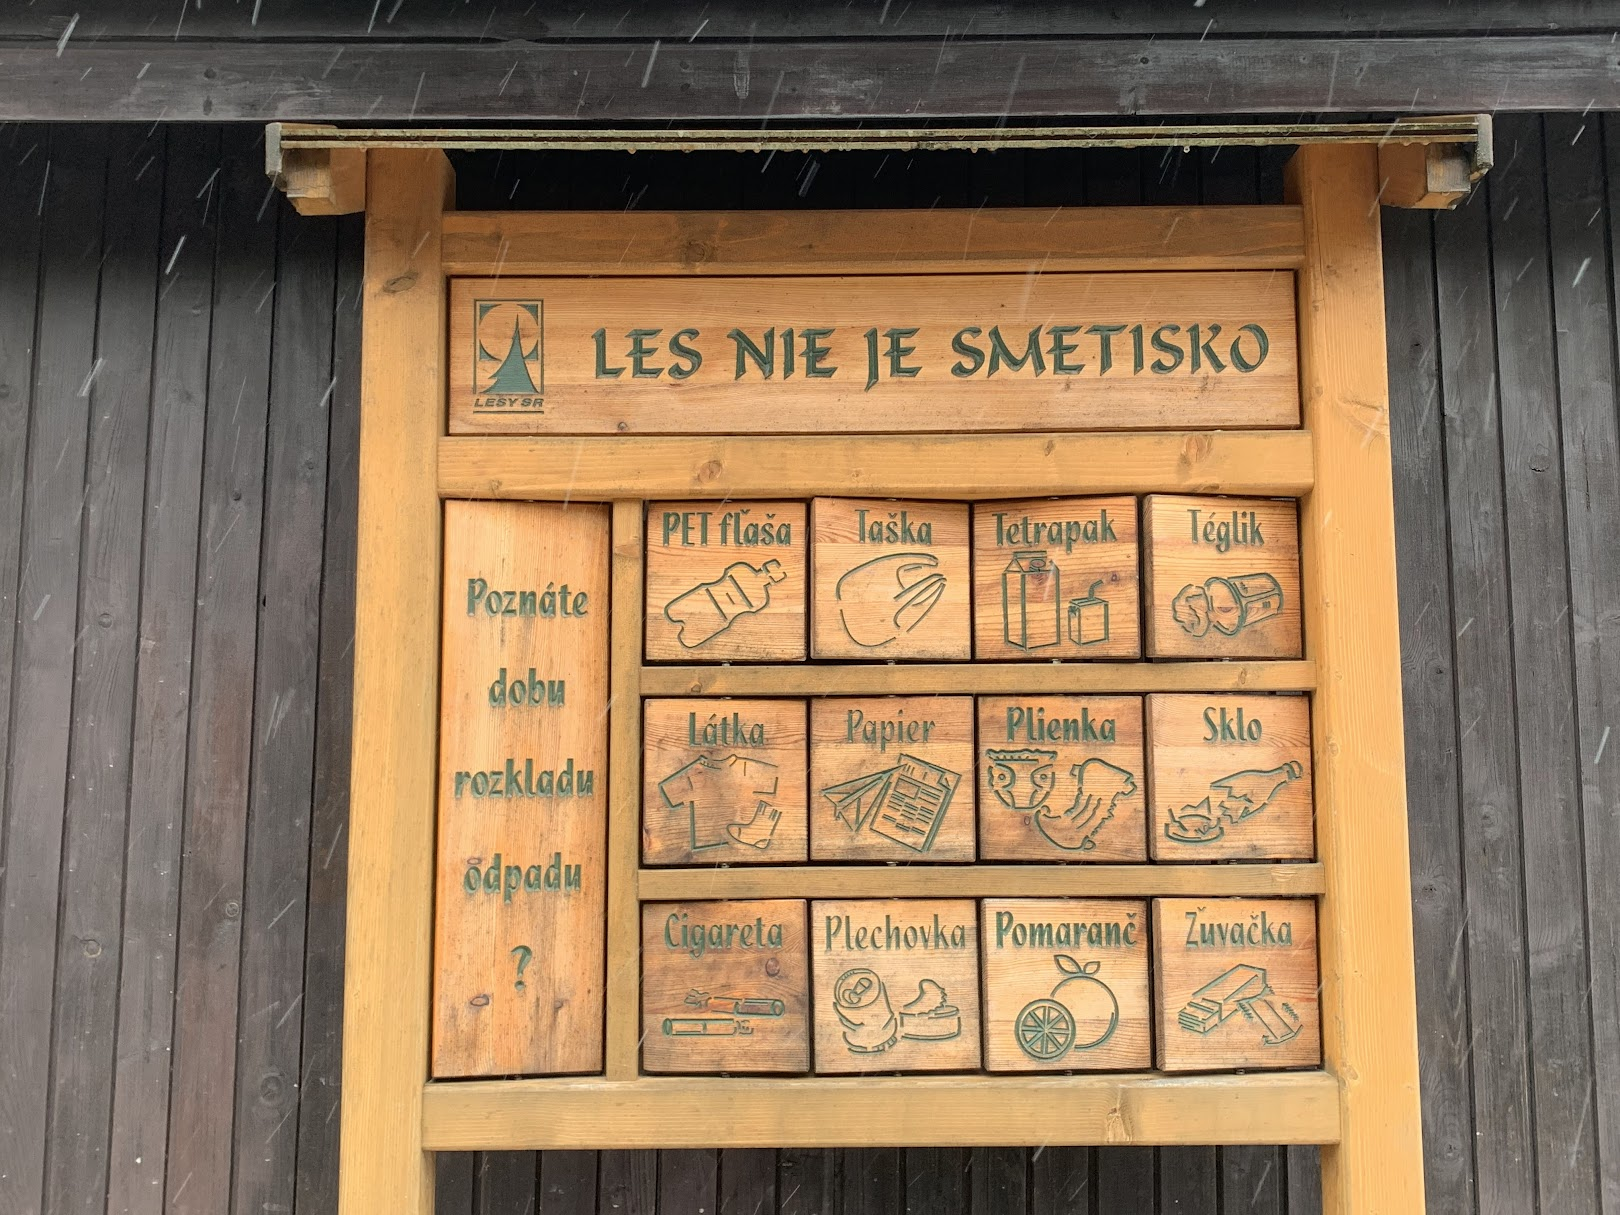 LESY SR
LES NIE JE SMETISKO
Poznáte
dobu
rozkladu
odpadu
?
PET fľaša
Taška
Tetrapak
Téglik
Látka
Papier
Plienka
Sklo
Cigareta
Plechovka
Pomaranč
Žuvačka